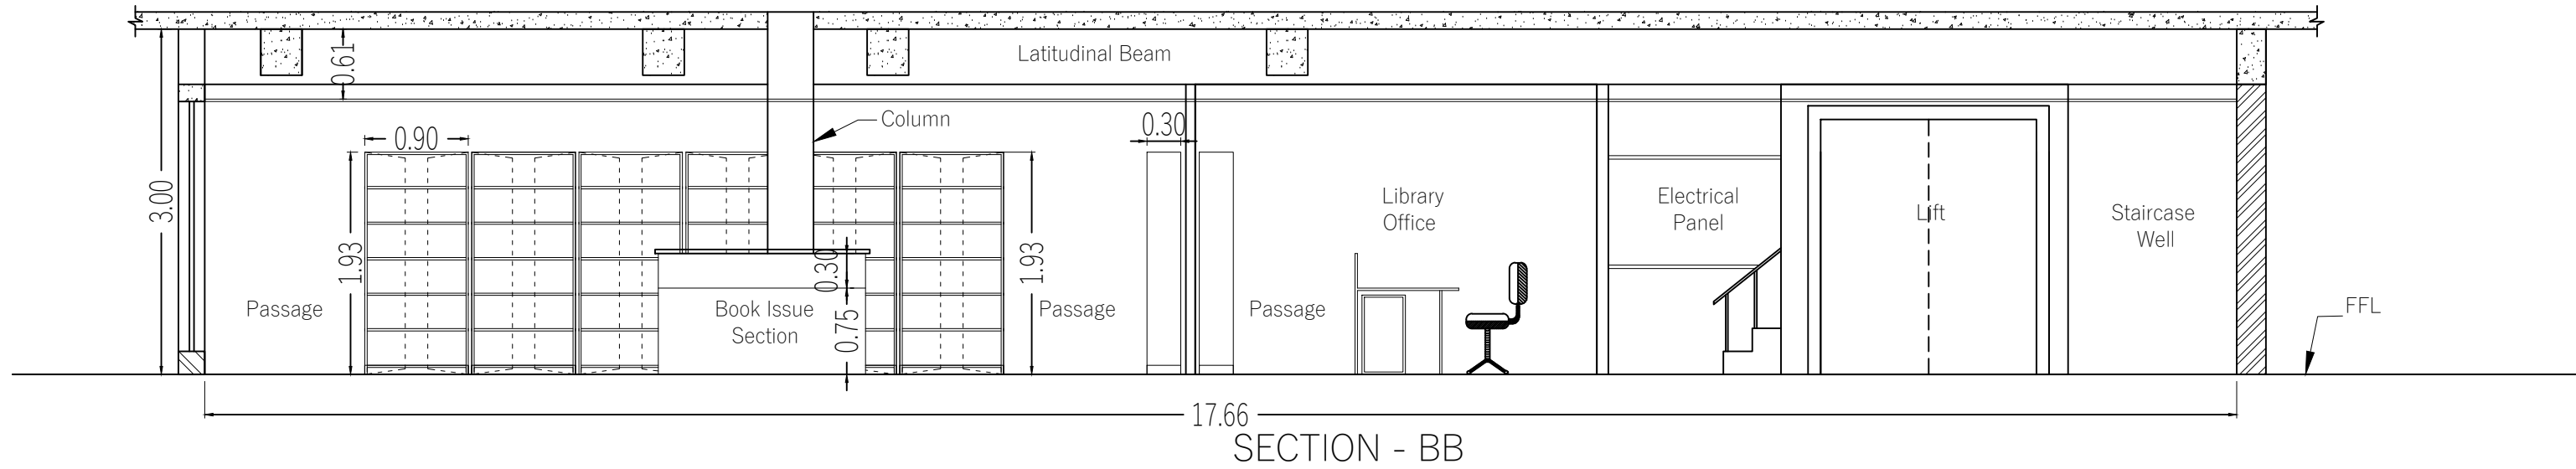 Latitudinal Beam
0.61
Column
0.90
0.30
3.00
1.93
1.93
0.30
0.75
Library
Office
Electrical
Panel
Lift
Staircase
Well
Passage
Book Issue
Section
Passage
Passage
FFL
17.66
SECTION - BB